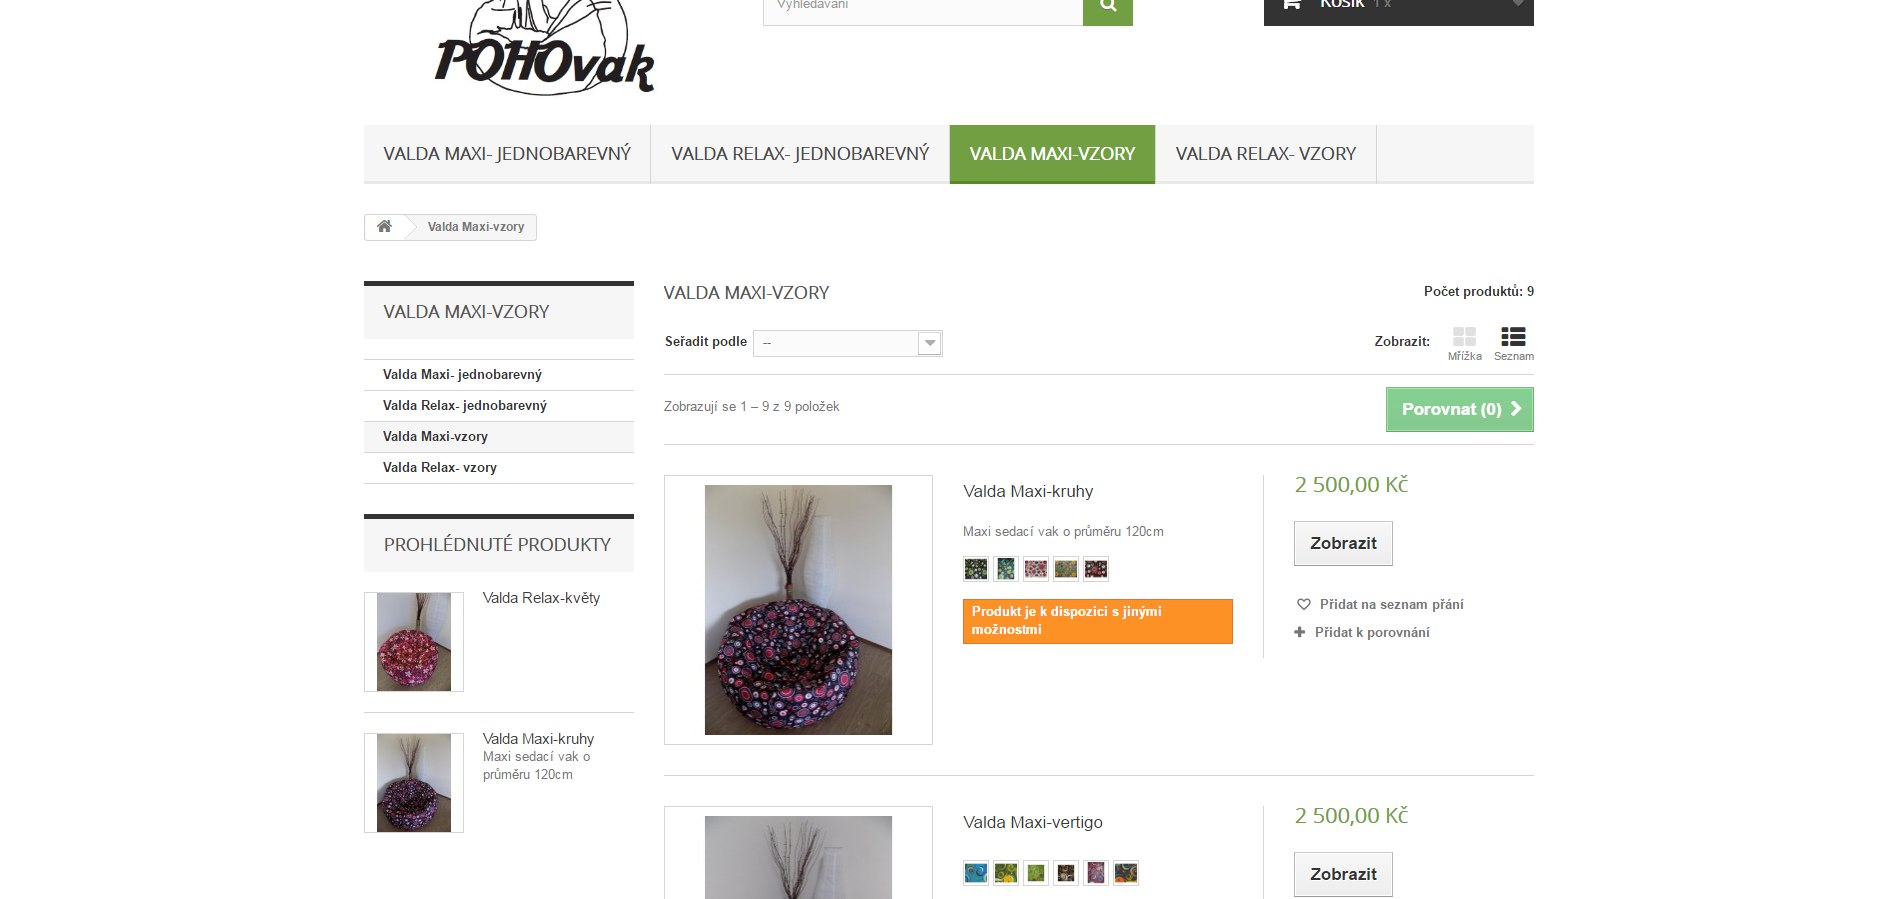 Vyhledávání
Košík 1 x
POHOvak
VALDA MAXI- JEDNOBAREVNÝ
VALDA RELAX- JEDNOBAREVNÝ
VALDA MAXI-VZORY
VALDA RELAX- VZORY
Valda Maxi-vzory
VALDA MAXI-VZORY
Valda Maxi- jednobarevný
Valda Relax- jednobarevný
Valda Maxi-vzory
Valda Relax- vzory
PROHLÉDNUTÉ PRODUKTY
Valda Relax-květy
Valda Maxi-kruhy
Maxi sedací vak o
průměru 120cm
VALDA MAXI-VZORY
Počet produktů: 9
Seřadit podle --
Zobrazit:
Mřížka
Seznam
Zobrazují se 1 – 9 z 9 položek
Porovnat (0)
Valda Maxi-kruhy
Maxi sedací vak o průměru 120cm
Produkt je k dispozici s jinými
možnostmi
2 500,00 Kč
Zobrazit
Přidat na seznam přání
Přidat k porovnání
Valda Maxi-vertigo
2 500,00 Kč
Zobrazit